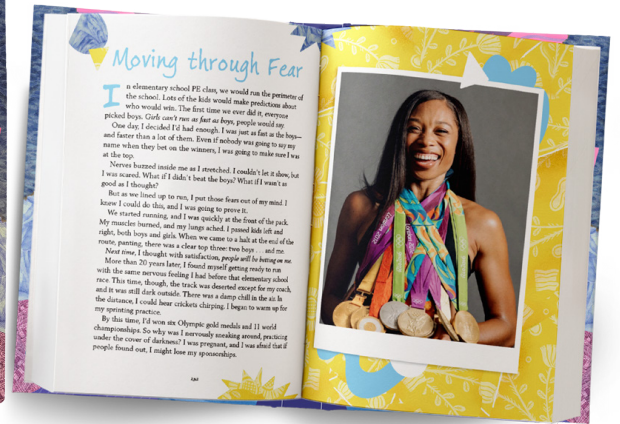 Moving through Fear
In elementary school PE class, we would run the perimeter of
the school. Lots of the kids would make predictions about
who would win. The first time we ever did it, everyone
picked boys. Girls can't run as fast as boys, people would say.
One day, I decided I'd had enough. I was just as fast as the boys—
and faster than a lot of them. Even if nobody was going to say my
name when they bet on the winners, I was going to make sure I was
at the top.
Nerves buzzed inside me as I stretched. I couldn't let it show, but
I was scared. What if I didn't beat the boys? What if I wasn't as
good as I thought?
But as we lined up to run, I put those fears out of my mind. I
knew I could do this, and I was going to prove it.
We started running, and I was quickly at the front of the pack.
My muscles burned, and my lungs ached. I passed kids left and
right, both boys and girls. When we came to a halt at the end of the
route, panting, there was a clear top three: two boys . . . and me.
Next time, I thought with satisfaction, people will be betting on me.
More than 20 years later, I found myself getting ready to run
with the same nervous feeling I had before that elementary school
race. This time, though, the track was deserted except for my coach,
and it was still dark outside. There was a damp chill in the air. In
the distance, I could hear crickets chirping. I began to warm up for
my sprinting practice.
By this time, I'd won six Olympic gold medals and 11 world
championships. So why was I nervously sneaking around, practicing
under the cover of darkness? I was pregnant, and I was afraid that if
people found out, I might lose my sponsorships.